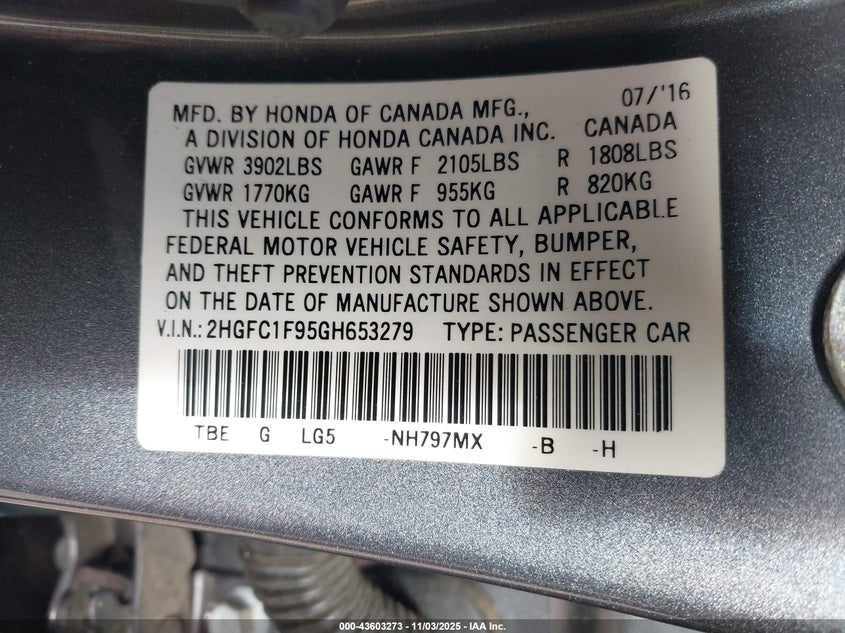 MFD. BY HONDA OF CANADA MFG., 07/'16
A DIVISION OF HONDA CANADA INC. CANADA
GVWR 3902LBS GAWR F 2105LBS R 1808LBS
GVWR 1770KG GAWR F 955KG R 820KG
THIS VEHICLE CONFORMS TO ALL APPLICABLE
FEDERAL MOTOR VEHICLE SAFETY, BUMPER,
AND THEFT PREVENTION STANDARDS IN EFFECT
ON THE DATE OF MANUFACTURE SHOWN ABOVE.
V.I.N.: 2HGFC1F95GH653279 TYPE: PASSENGER CAR
TBE G LG5 -NH797MX -B -H
000-43603273 - 11/03/2025 - IAA Inc.